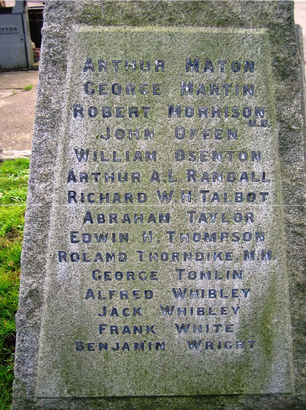 ARTHUR MATON
GEORGE MARTIN
ROBERT MORRISON
JOHN OFFEN
WILLIAM OSENTON
ARTHUR A.L. RANDALL
RICHARD W.H. TALBOT
ABRAHAM TAYLOR
EDWIN H. THOMPSON
ROLAND THORNDIKE, M.M.
GEORGE TOMLIN
ALFRED WHIBLEY
JACK WHIBLEY
FRANK WHITE
BENJAMIN WRIGHT